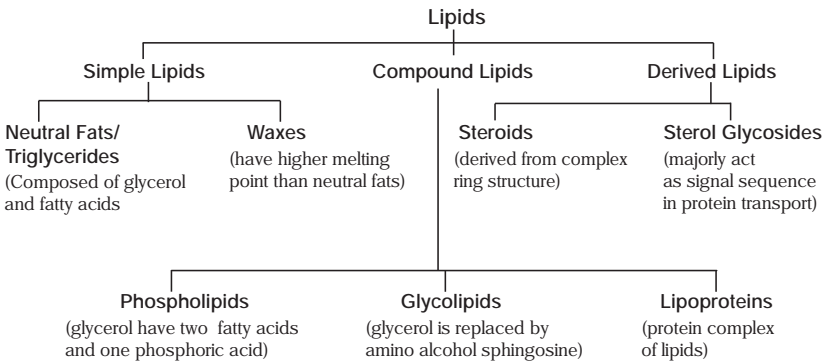 Lipids
Simple Lipids
Compound Lipids
Derived Lipids
Neutral Fats/
Triglycerides
(Composed of glycerol
and fatty acids
Waxes
(have higher melting
point than neutral fats)
Steroids
(derived from complex
ring structure)
Sterol Glycosides
(majorly act
as signal sequence
in protein transport)
Phospholipids
(glycerol have two fatty acids
and one phosphoric acid)
Glycolipids
(glycerol is replaced by
amino alcohol sphingosine)
Lipoproteins
(protein complex
of lipids)